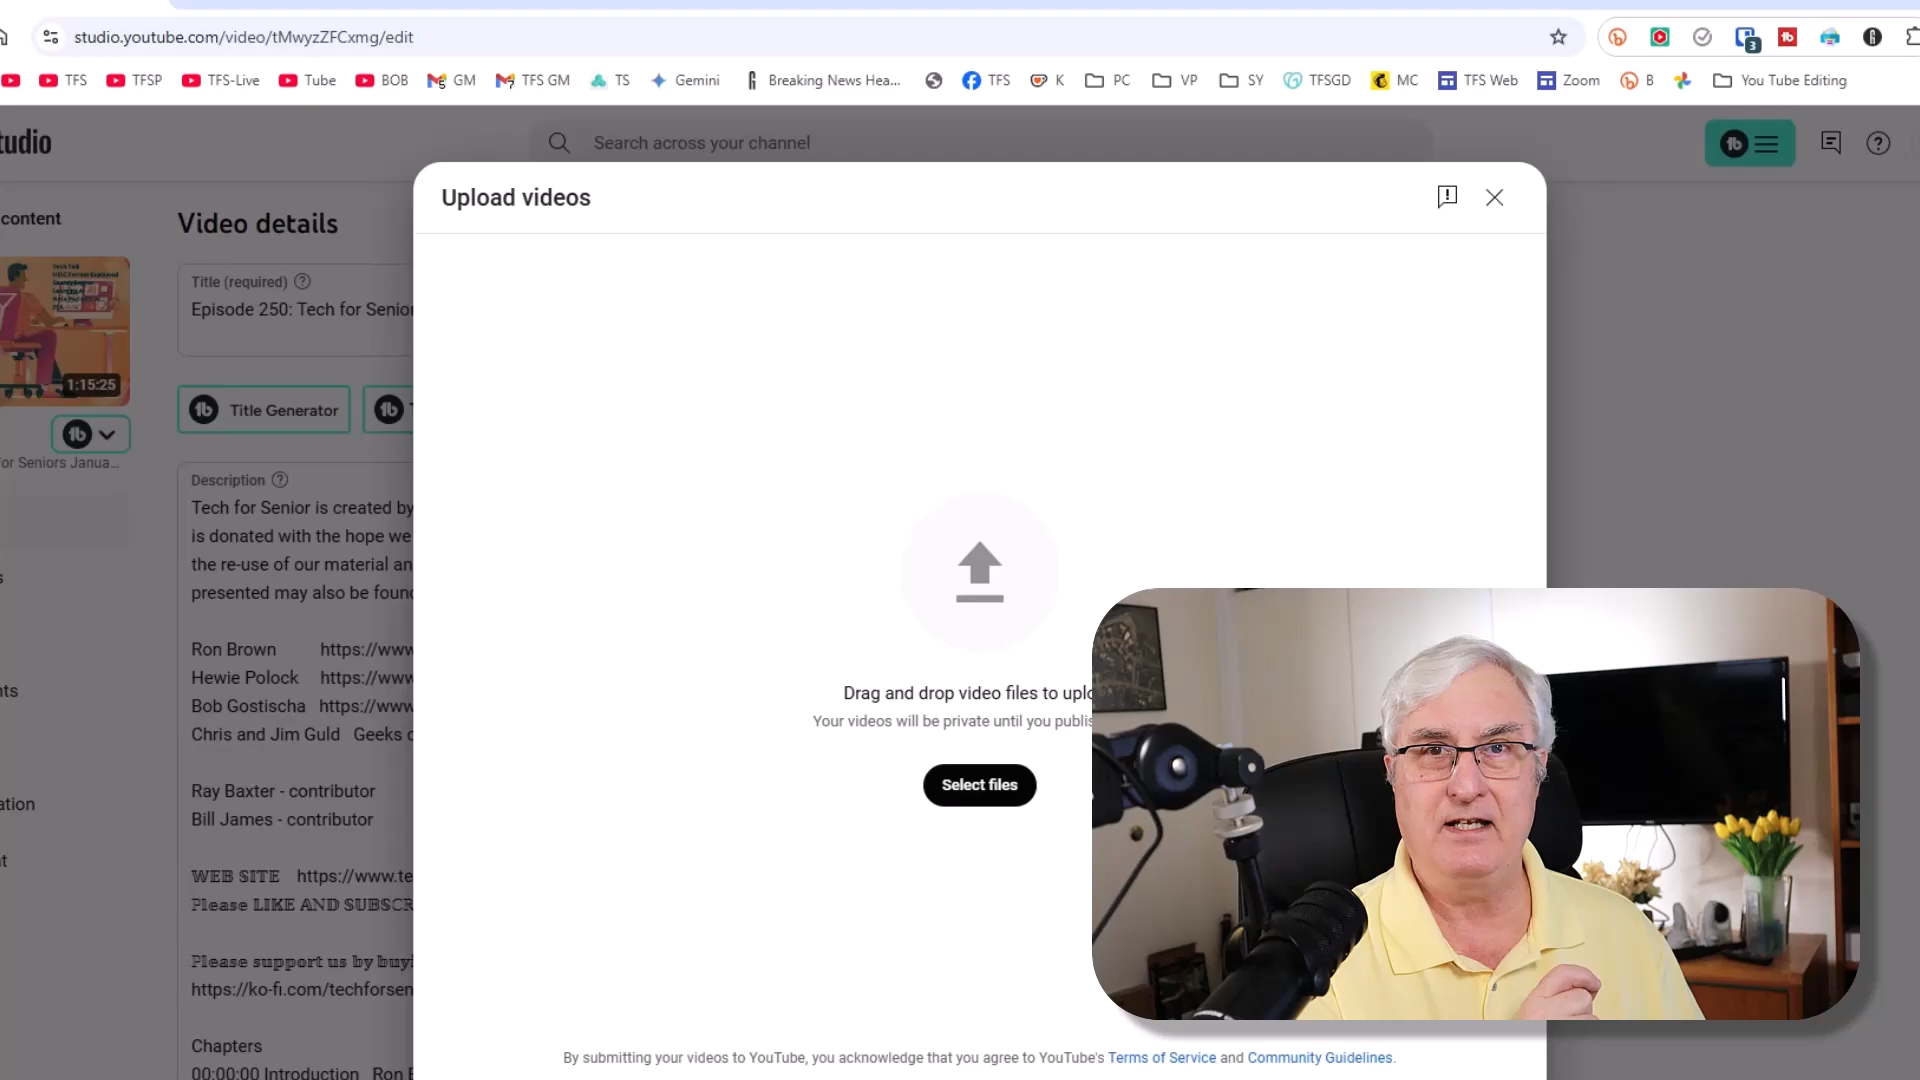 studio.youtube.com/video/tMwyzZFCxmg/edit
3
TFS TFSP TFS-Live Tube BOB GM TFS GM TS Gemini Breaking News Hea... TFS K PC VP SY TFSGD MC TFS Web Zoom B You Tube Editing
tudio
Search across your channel
content
Upload videos
Video details
Title (required)
Episode 250: Tech for Senior
1:15:25
Title Generator
or Seniors Janua...
Description
Tech for Senior is created by
is donated with the hope we
the re-use of our material an
presented may also be foun
Ron Brown https://www
Hewie Polock https://www
Bob Gostischa https://www
Chris and Jim Guld Geeks
Ray Baxter - contributor
Bill James - contributor
WEB SITE https://www.te
Please LIKE AND SUBSCR
Please support us by buyi
https://ko-fi.com/techforsen
Chapters
00:00:00 Introduction Ron
nts
ation
Drag and drop video files to uplo
Your videos will be private until you publis
Select files
By submitting your videos to YouTube, you acknowledge that you agree to YouTube's Terms of Service and Community Guidelines.